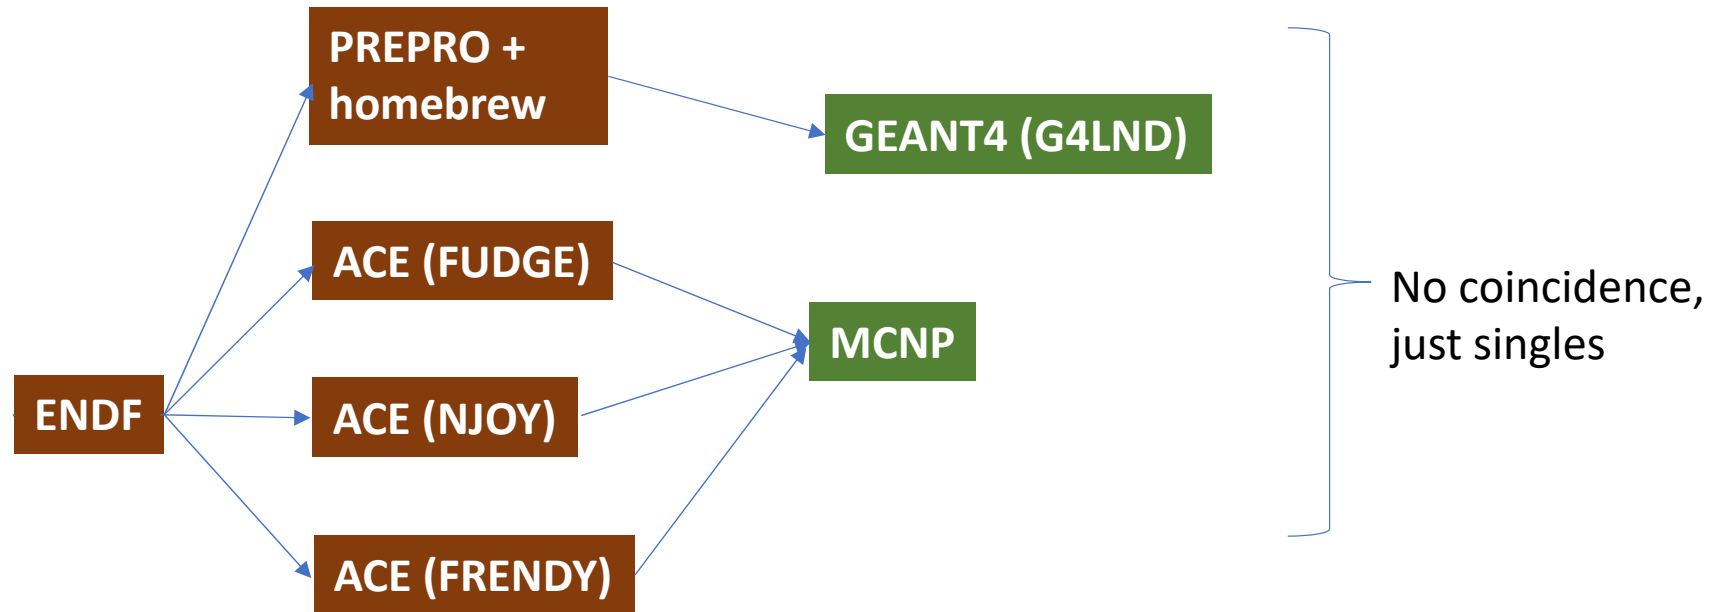 PREPRO +
homebrew
GEANT4 (G4LND)
ACE (FUDGE)
No coincidence,
just singles
MCNP
ENDF
ACE (NJOY)
ACE (FRENDY)